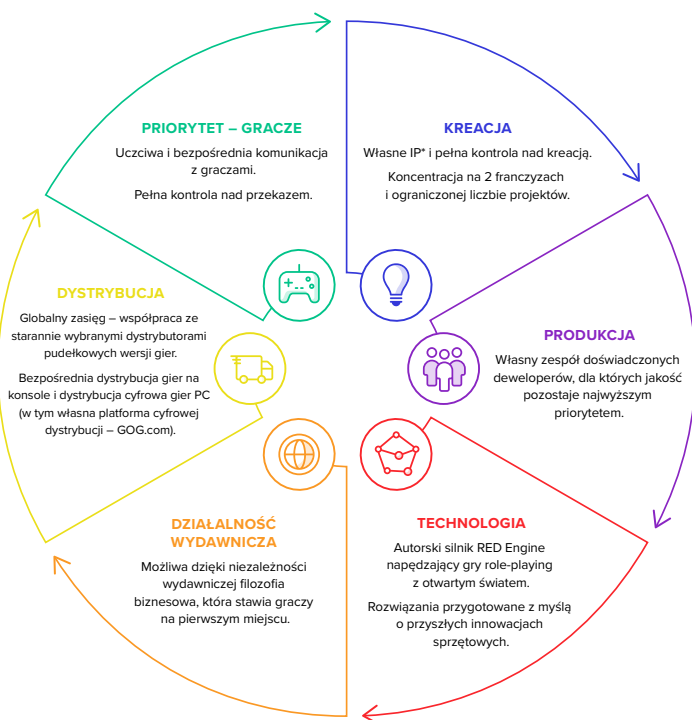 PRIORYTET – GRACZE
Uczciwa i bezpośrednia komunikacja
z graczami.
Pełna kontrola nad przekazem.
KREACJA
Własne IP* i pełna kontrola nad kreacją.
Koncentracja na 2 franczyzach
i ograniczonej liczbie projektów.
PRODUKCJA
Własny zespół doświadczonych
deweloperów, dla których jakość
pozostaje najwyższym
priorytetem.
TECHNOLOGIA
Autorski silnik RED Engine
napędzający gry role-playing
z otwartym światem.
Rozwiązania przygotowane z myślą
o przyszłych innowacjach
sprzętowych.
DZIAŁALNOŚĆ
WYDAWNICZA
Możliwa dzięki niezależności
wydawniczej filozofia
biznesowa, która stawia graczy
na pierwszym miejscu.
DYSTRYBUCJA
Globalny zasięg – współpraca ze
starannie wybranymi dystrybutorami
pudełkowych wersji gier.
Bezpośrednia dystrybucja gier na
konsole i dystrybucja cyfrowa gier PC
(w tym własna platforma cyfrowej
dystrybucji – GOG.com).